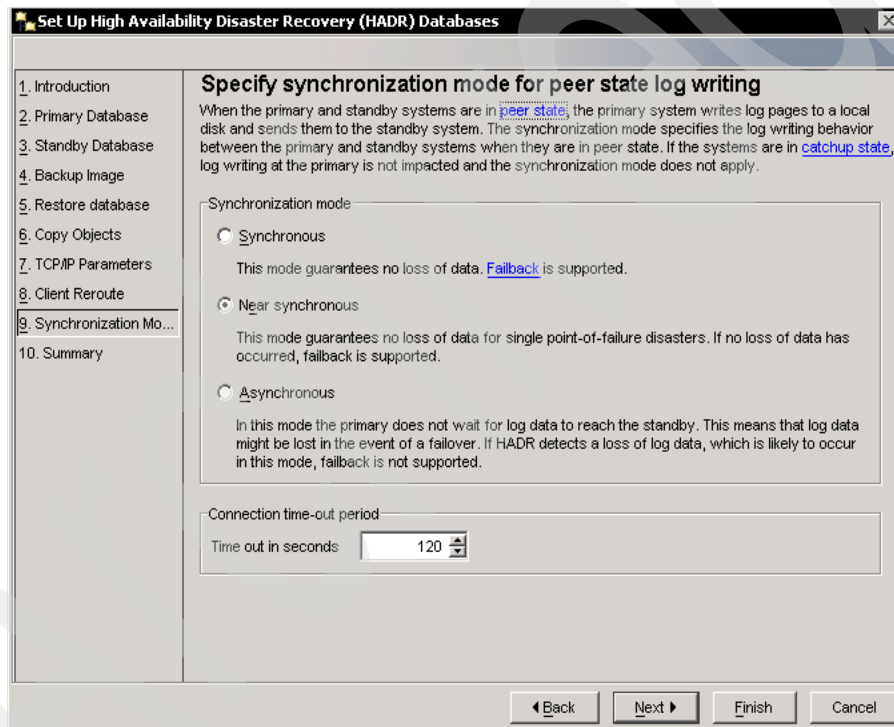 Set Up High Availability Disaster Recovery (HADR) Databases
1. Introduction
2. Primary Database
3. Standby Database
4. Backup Image
5. Restore database
6. Copy Objects
7. TCP/IP Parameters
8. Client Reroute
9. Synchronization Mo...
10. Summary
Specify synchronization mode for peer state log writing
When the primary and standby systems are in peer state, the primary system writes log pages to a local
disk and sends them to the standby system. The synchronization mode specifies the log writing behavior
between the primary and standby systems when they are in peer state. If the systems are in catchup state,
log writing at the primary is not impacted and the synchronization mode does not apply.
Synchronization mode
Synchronous
This mode guarantees no loss of data. Failback is supported.
Near synchronous
This mode guarantees no loss of data for single point-of-failure disasters. If no loss of data has
occurred, failback is supported.
Asynchronous
In this mode the primary does not wait for log data to reach the standby. This means that log data
might be lost in the event of a failover. If HADR detects a loss of log data, which is likely to occur
in this mode, failback is not supported.
Connection time-out period
Time out in seconds 120
Back Next Finish Cancel